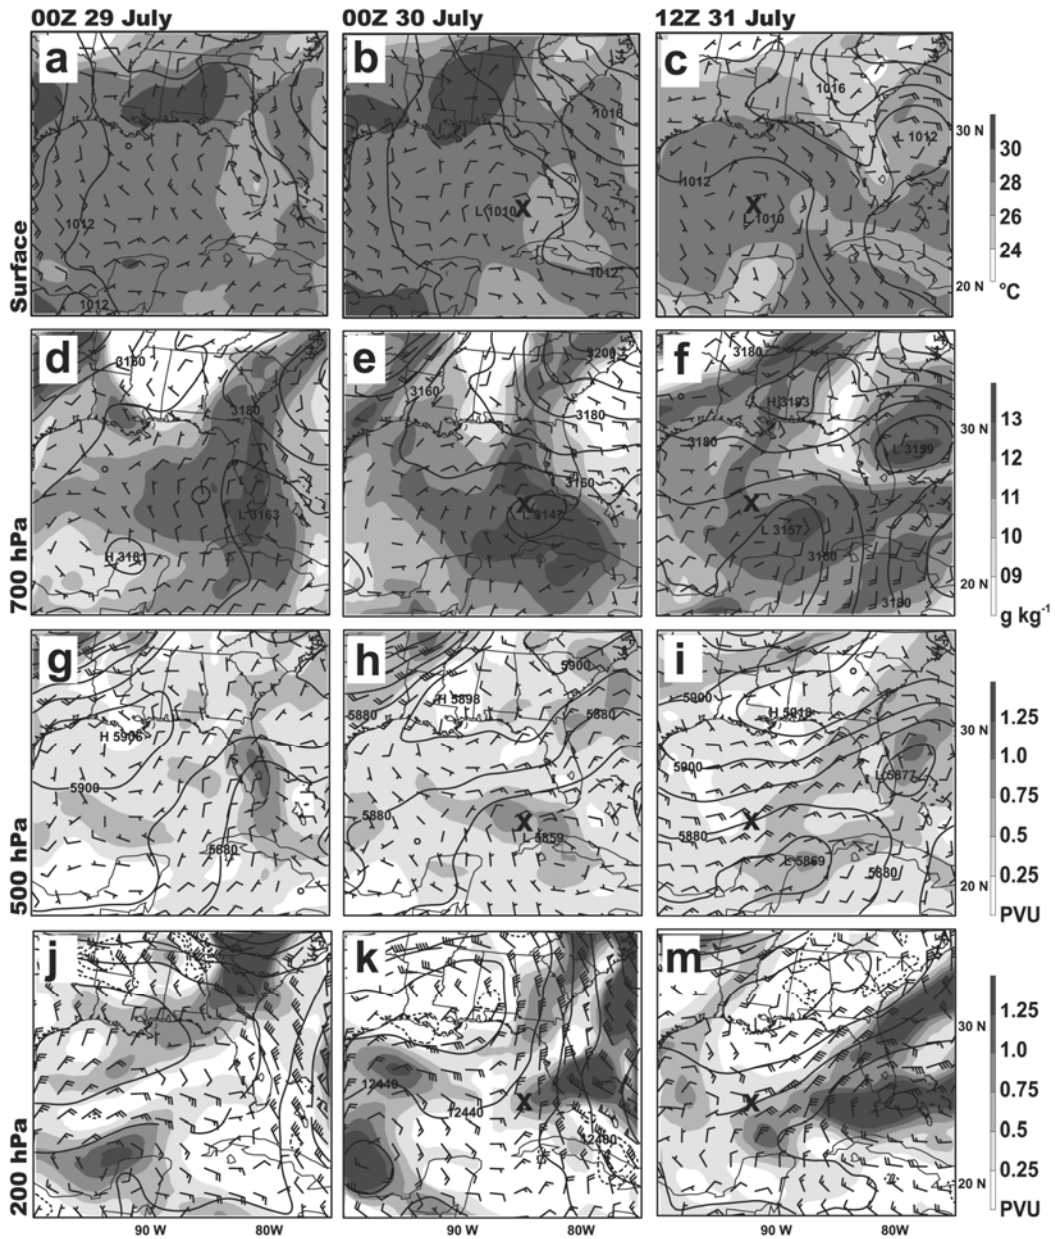 00Z 29 July 00Z 30 July 12Z 31 July
Surface
a b c
1012
1012
1016
L 1010
1012
1016
L 1012
1012
L 1010
30 N
20 N
30
28
26
24
°C
700 hPa
d e f
3180
3180
L 3163
H 3181
3200
3160
3180
3160
3180
3180
L 3159
L 3157
3180
3180
30 N
20 N
13
12
11
10
09
g kg-1
500 hPa
g h i
H 5906
5900
5880
5900
H 5898
5880
5880
5880
L 5859
5900
H 5910
5900
L 5877
5880
L 5869
5880
30 N
20 N
1.25
1.0
0.75
0.5
0.25
PVU
200 hPa
j k m
12440
12440
12400
30 N
20 N
1.25
1.0
0.75
0.5
0.25
PVU
90 W 80W 90 W 80W 90 W 80W